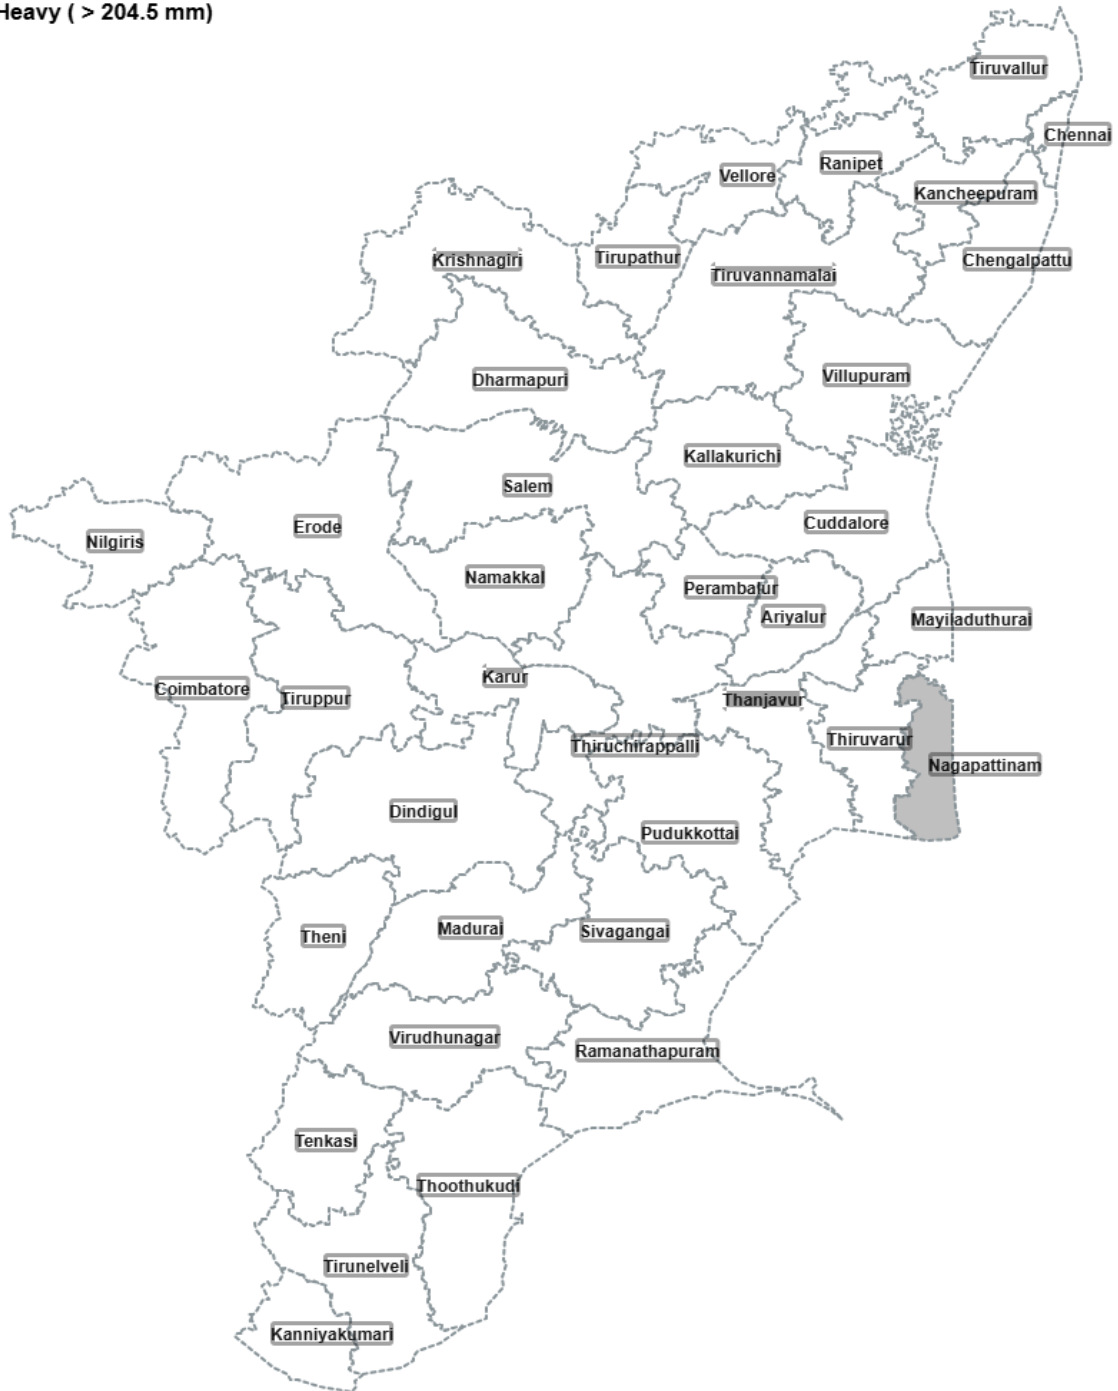 Heavy ( > 204.5 mm)
Tiruvallur
Chennai
Ranipet
Vellore
Kancheepuram
Tirupathur
Krishnagiri
Chengalpattu
Tiruvannamalai
Villupuram
Dharmapuri
Kallakurichi
Salem
Cuddalore
Erode
Nilgiris
Namakkal
Perambalur
Ariyalur
Mayiladuthurai
Karur
Coimbatore
Tiruppur
Thanjavur
Thiruvarur
Thiruchirappalli
Nagapattinam
Dindigul
Pudukkottai
Madurai
Sivagangai
Theni
Virudhunagar
Ramanathapuram
Tenkasi
Thoothukudi
Tirunelveli
Kanniyakumari